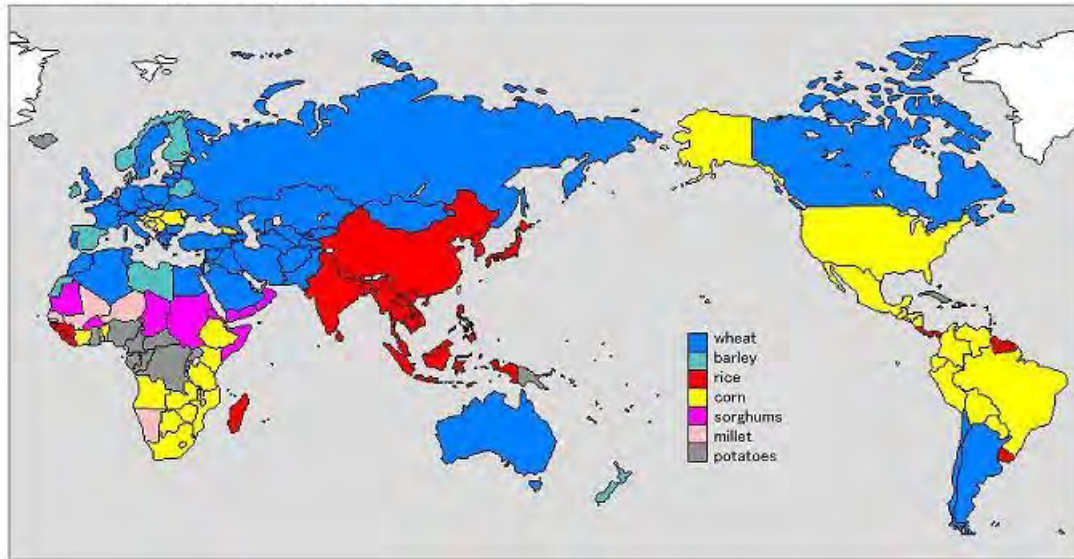 wheat
barley
rice
corn
sorghums
millet
potatoes